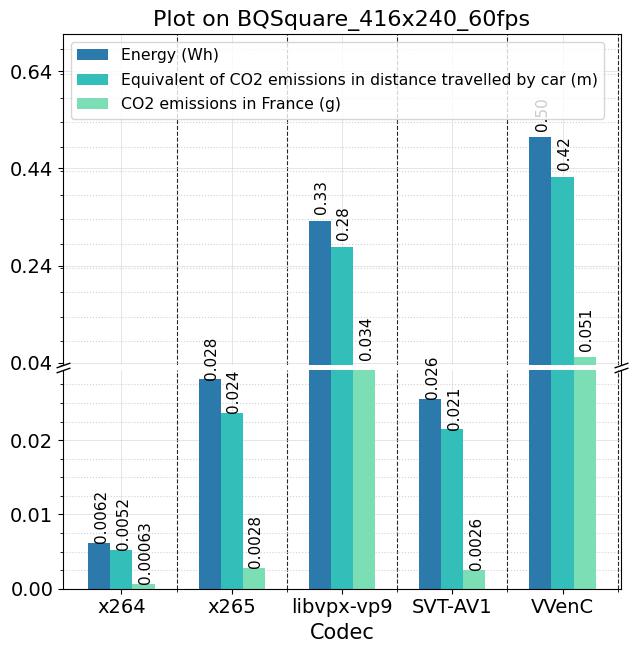 Plot on BQSquare_416x240_60fps
Energy (Wh)
Equivalent of CO2 emissions in distance travelled by car (m)
CO2 emissions in France (g)
0.64
0.44
0.24
0.04
0.02
0.01
0.00
0.0062
0.0052
0.00063
0.028
0.024
0.0028
0.33
0.28
0.034
0.026
0.021
0.0026
0.50
0.42
0.051
x264
x265
libvpx-vp9
SVT-AV1
VVenC
Codec